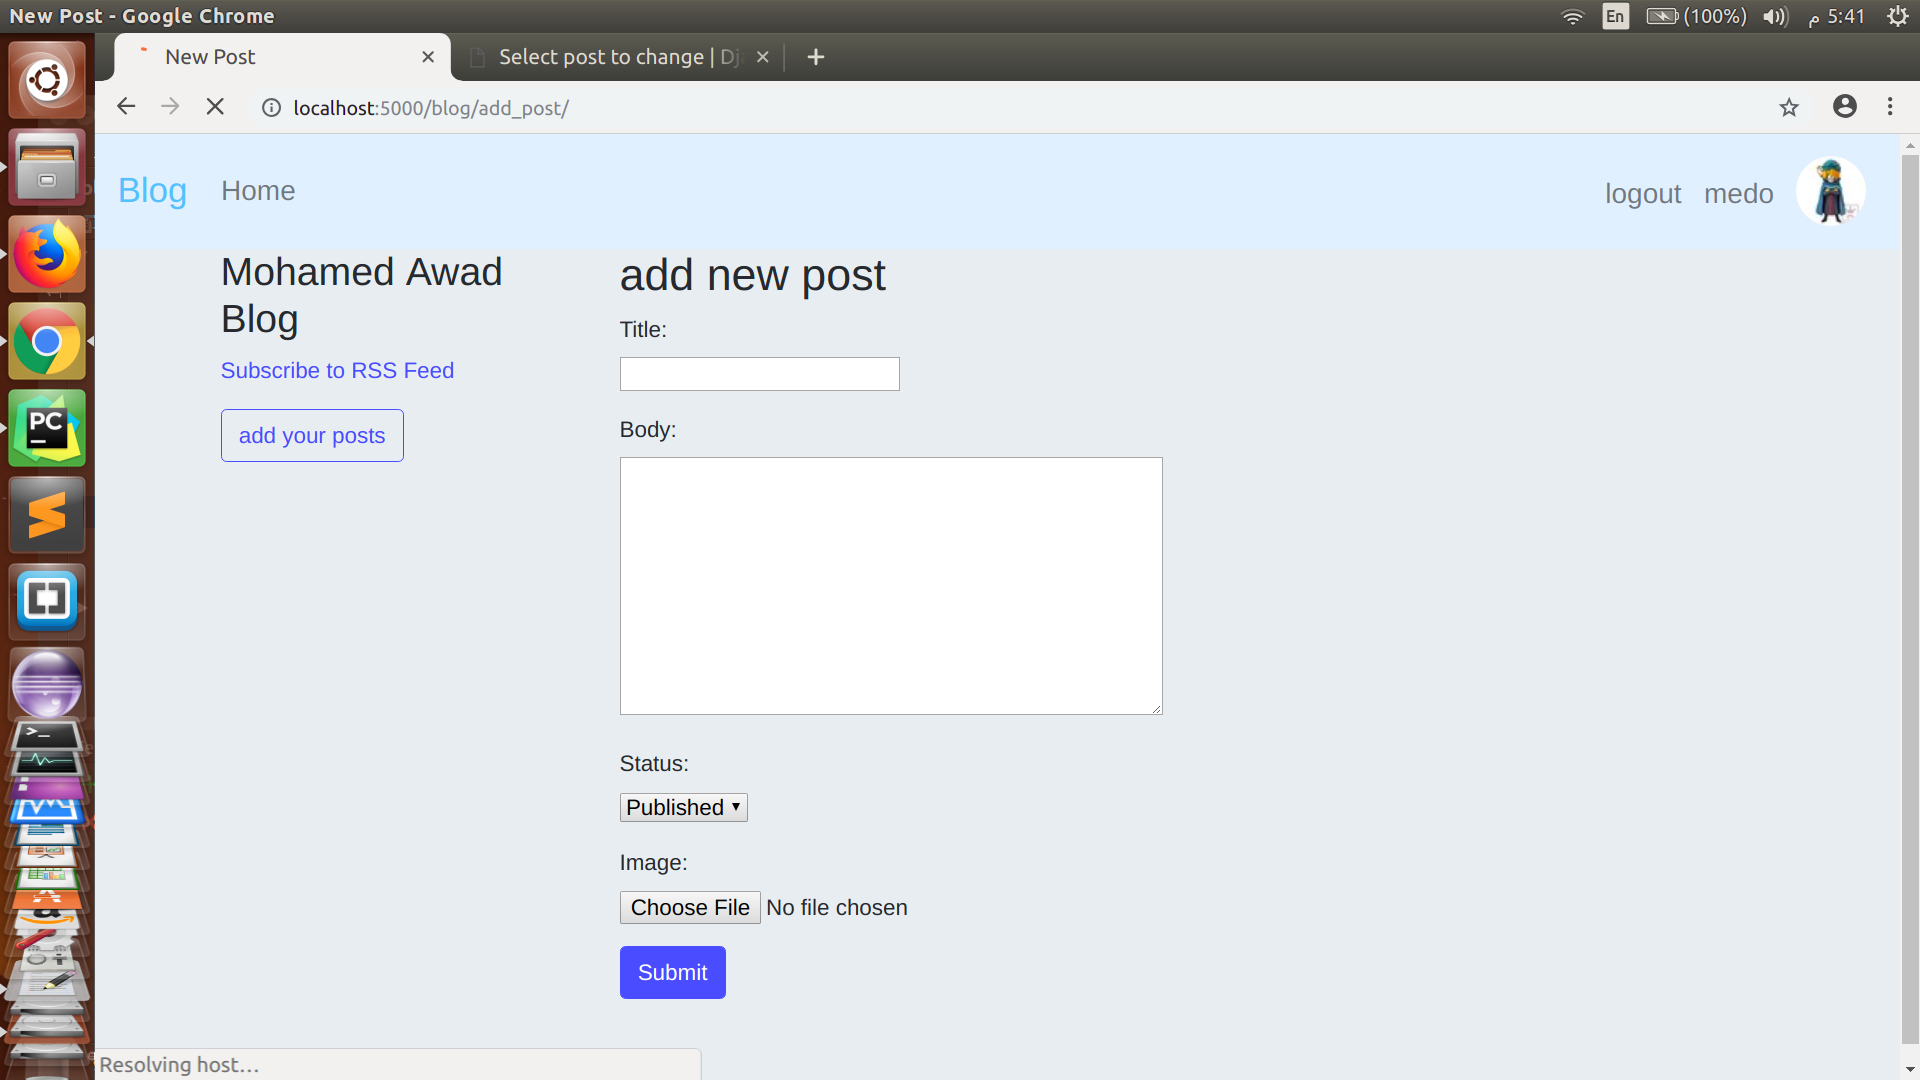 New Post - Google Chrome
En (100%) 5:41 م
New Post
Select post to change | Dj
localhost:5000/blog/add_post/
Blog Home
logout medo
Mohamed Awad
Blog
Subscribe to RSS Feed
add your posts
add new post
Title:
Body:
Status:
Published
Image:
Choose File No file chosen
Submit
PC
>_
Resolving host...